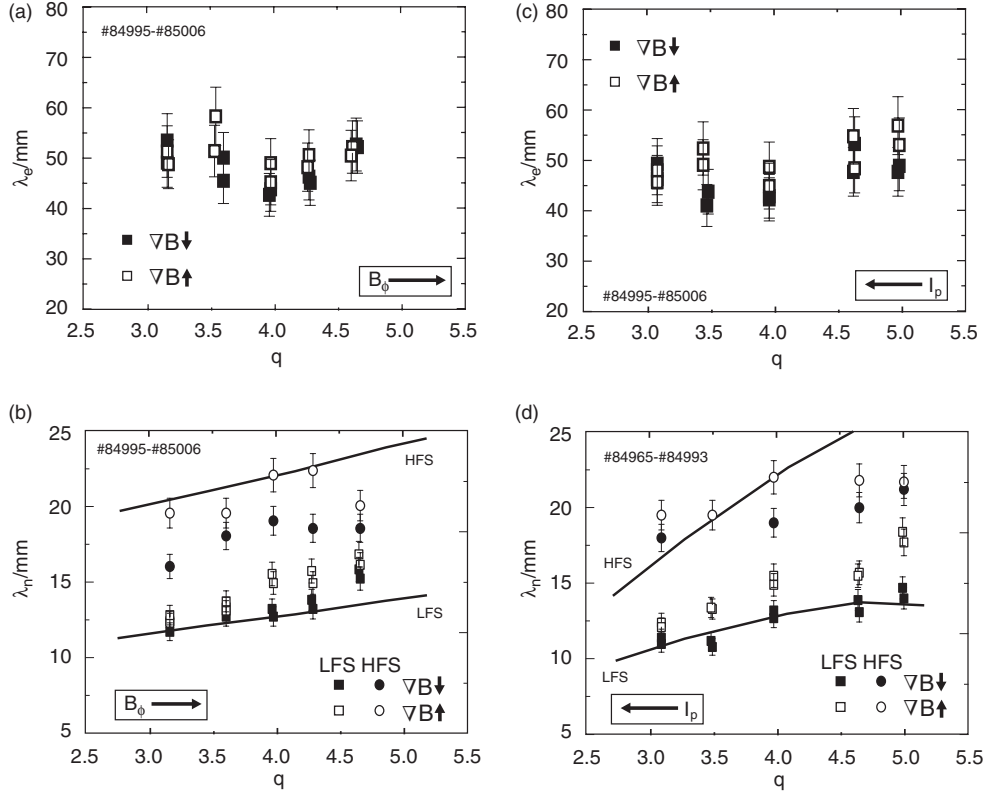 (a)
#84995-#85006
80
70
60
50
40
30
20
λe/mm
∇B↓
∇B↑
Bϕ
2.5 3.0 3.5 4.0 4.5 5.0 5.5
q
(c)
80
70
60
50
40
30
20
λe/mm
∇B↓
∇B↑
#84995-#85006
Ip
2.5 3.0 3.5 4.0 4.5 5.0 5.5
q
(b)
#84995-#85006
25
20
15
10
5
λn/mm
HFS
LFS
LFS HFS
∇B↓
∇B↑
Bϕ
2.5 3.0 3.5 4.0 4.5 5.0 5.5
q
(d)
#84965-#84993
25
20
15
10
5
λn/mm
HFS
LFS
LFS HFS
∇B↓
∇B↑
Ip
2.5 3.0 3.5 4.0 4.5 5.0 5.5
q